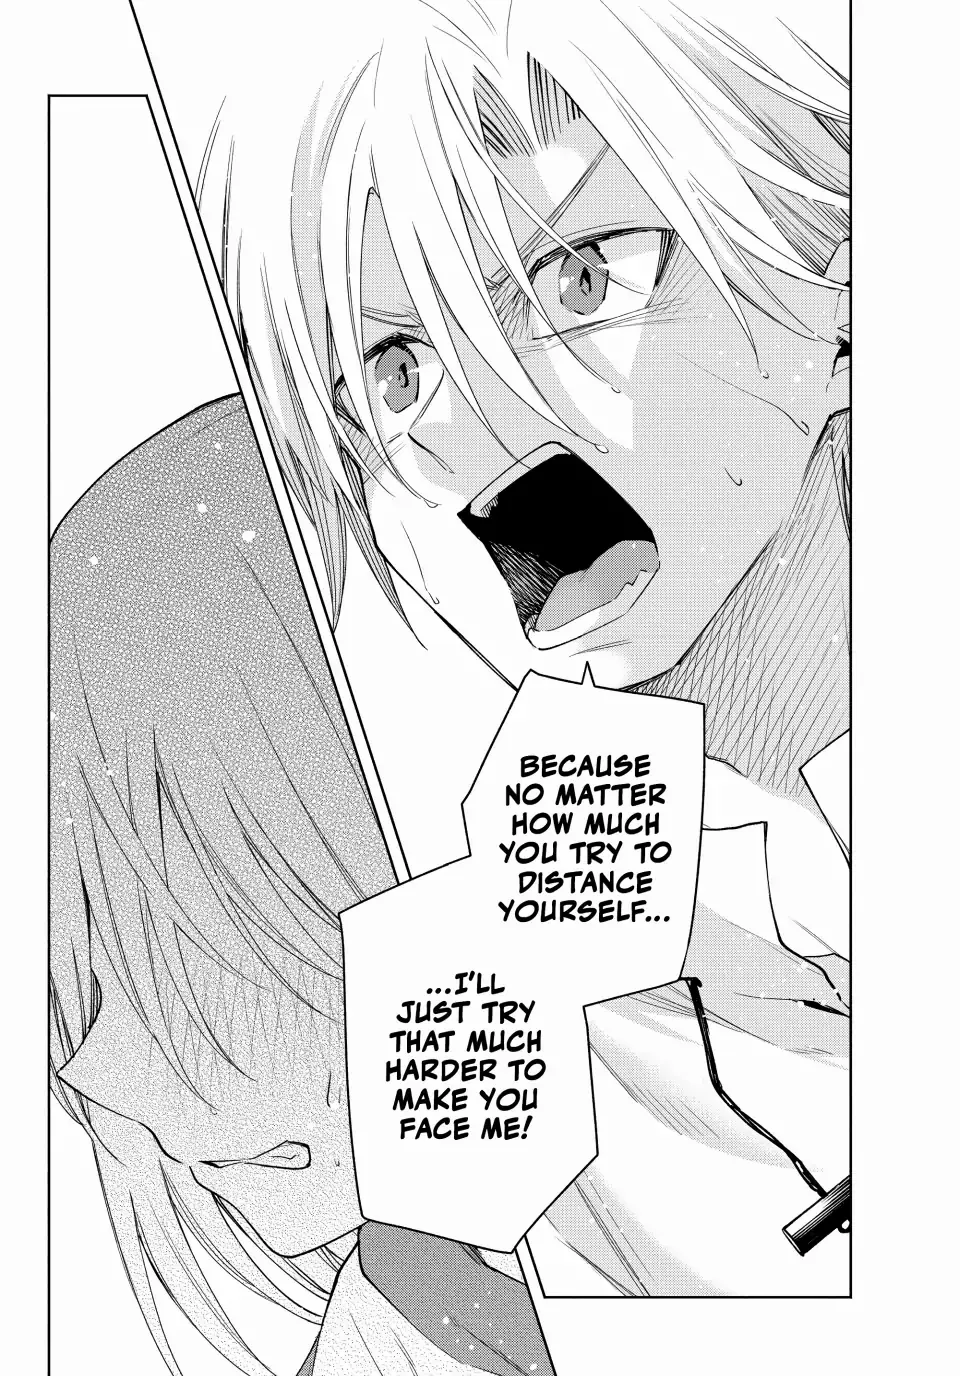 BECAUSE
NO MATTER
HOW MUCH
YOU TRY TO
DISTANCE
YOURSELF...
...I'LL
JUST TRY
THAT MUCH
HARDER TO
MAKE YOU
FACE ME!